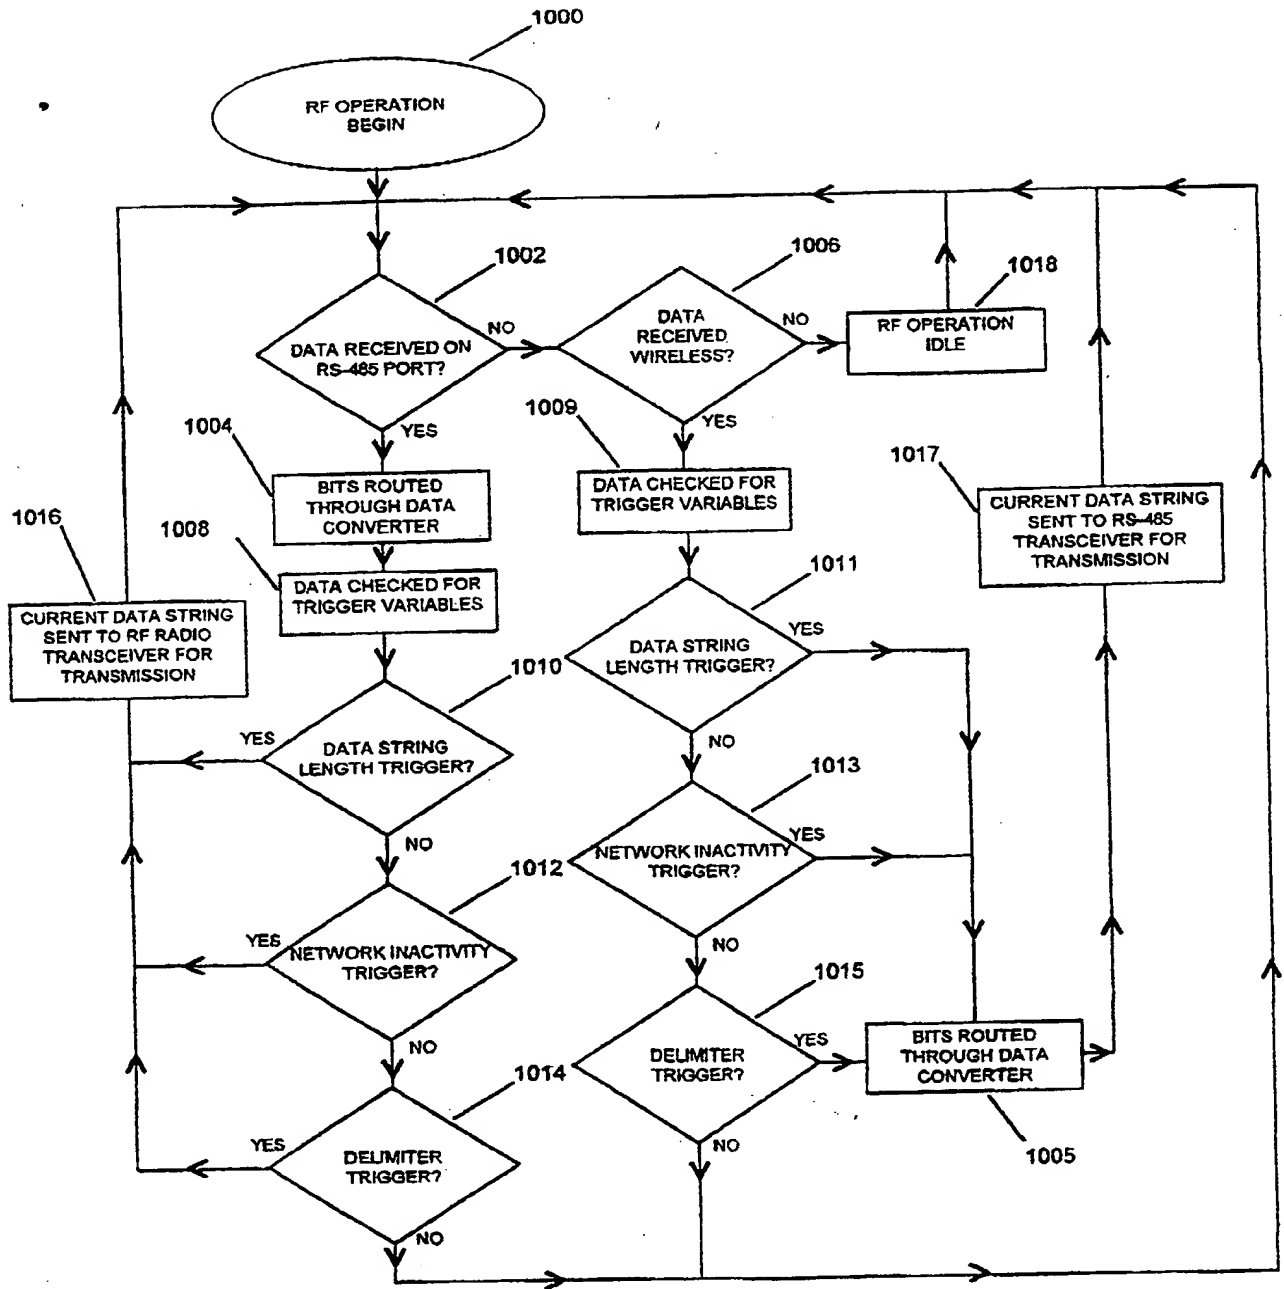 1000
RF OPERATION
BEGIN
1002
1006
1018
DATA RECEIVED ON
RS-485 PORT?
NO
DATA
RECEIVED
WIRELESS?
NO
RF OPERATION
IDLE
YES
YES
1004
BITS ROUTED
THROUGH DATA
CONVERTER
1009
DATA CHECKED FOR
TRIGGER VARIABLES
1017
CURRENT DATA STRING
SENT TO RS-485
TRANSCEIVER FOR
TRANSMISSION
1016
CURRENT DATA STRING
SENT TO RF RADIO
TRANSCEIVER FOR
TRANSMISSION
1008
DATA CHECKED FOR
TRIGGER VARIABLES
1011
DATA STRING
LENGTH TRIGGER?
YES
NO
1010
YES
DATA STRING
LENGTH TRIGGER?
NO
1013
NETWORK INACTIVITY
TRIGGER?
YES
NO
1012
YES
NETWORK INACTIVITY
TRIGGER?
NO
1015
DELIMITER
TRIGGER?
YES
NO
BITS ROUTED
THROUGH DATA
CONVERTER
1005
1014
YES
DELIMITER
TRIGGER?
NO